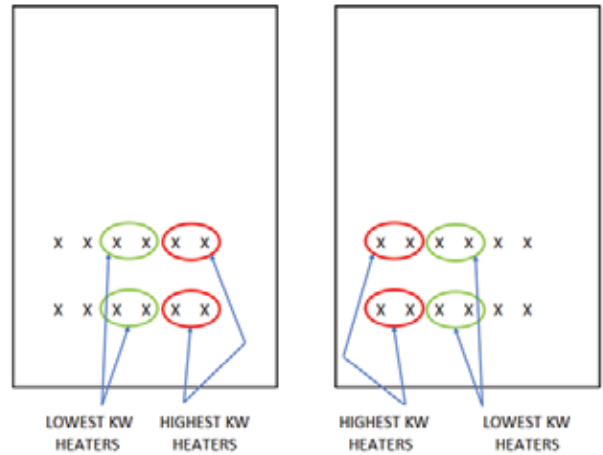 X X X X X X X X X X X X
X X X X X X X X X X X X
LOWEST KW HIGHEST KW HIGHEST KW LOWEST KW
HEATERS HEATERS HEATERS HEATERS